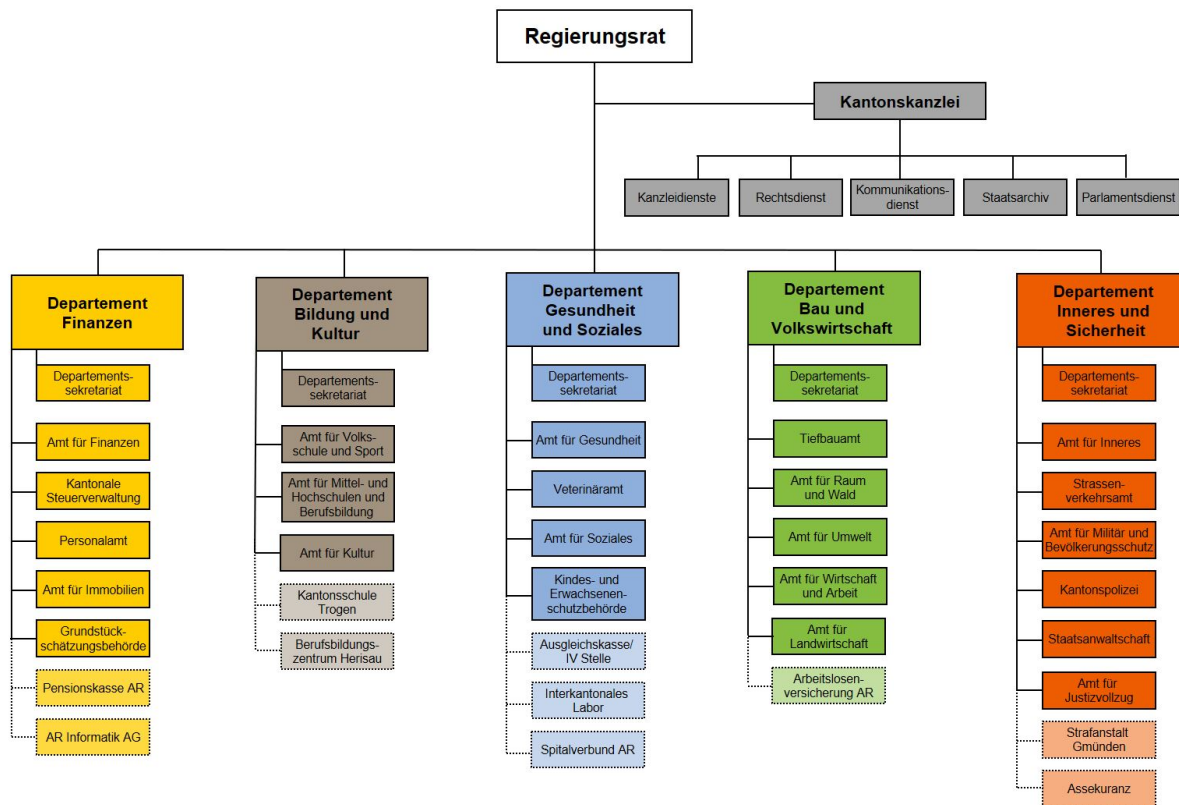 Regierungsrat
Kantonskanzlei
Kanzleidienste
Rechtsdienst
Kommunikations-
dienst
Staatsarchiv
Parlamentsdienst
Departement
Finanzen
Departements-
sekretariat
Amt für Finanzen
Kantonale
Steuerverwaltung
Personalamt
Amt für Immobilien
Grundstück-
schätzungsbehörde
Pensionskasse AR
AR Informatik AG
Departement
Bildung und
Kultur
Departements-
sekretariat
Amt für Volks-
schule und Sport
Amt für Mittel- und
Hochschulen und
Berufsbildung
Amt für Kultur
Kantonsschule
Trogen
Berufsbildungs-
zentrum Herisau
Departement
Gesundheit
und Soziales
Departements-
sekretariat
Amt für Gesundheit
Veterinäramt
Amt für Soziales
Kindes- und
Erwachsenen-
schutzbehörde
Ausgleichskasse/
IV Stelle
Interkantonales
Labor
Spitalverbund AR
Departement
Bau und
Volkswirtschaft
Departements-
sekretariat
Tiefbauamt
Amt für Raum
und Wald
Amt für Umwelt
Amt für Wirtschaft
und Arbeit
Amt für
Landwirtschaft
Arbeitslosen-
versicherung AR
Departement
Inneres und
Sicherheit
Departements-
sekretariat
Amt für Inneres
Strassen-
verkehrsamt
Amt für Militär und
Bevölkerungsschutz
Kantonspolizei
Staatsanwaltschaft
Amt für
Justizvollzug
Strafanstalt
Gmünden
Assekuranz